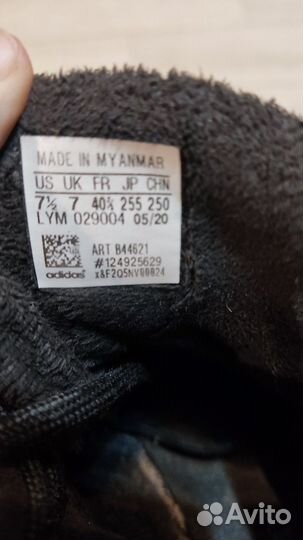 MADE IN MYANMAR
US UK FR JP CHN
7½ 7 40⅔ 255 250
LYM 029004 05/20
ART B44621
#124925629
adidas x&F2Q5NV00824
Avito